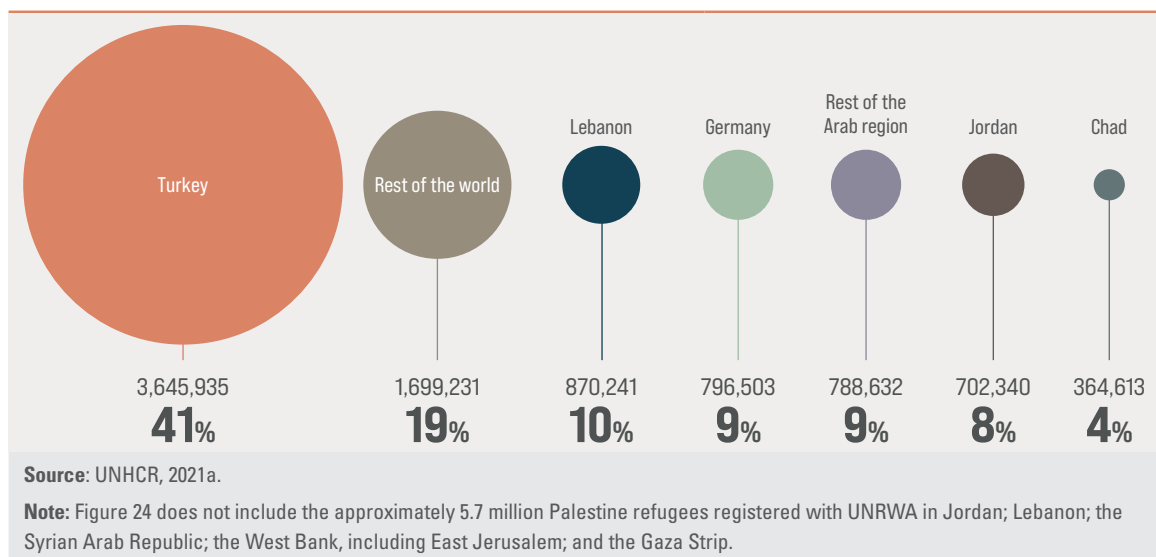 Turkey
Rest of the world
Lebanon
Germany
Rest of the
Arab region
Jordan
Chad
3,645,935
41%
1,699,231
19%
870,241
10%
796,503
9%
788,632
9%
702,340
8%
364,613
4%
Source: UNHCR, 2021a.
Note: Figure 24 does not include the approximately 5.7 million Palestine refugees registered with UNRWA in Jordan; Lebanon; the
Syrian Arab Republic; the West Bank, including East Jerusalem; and the Gaza Strip.